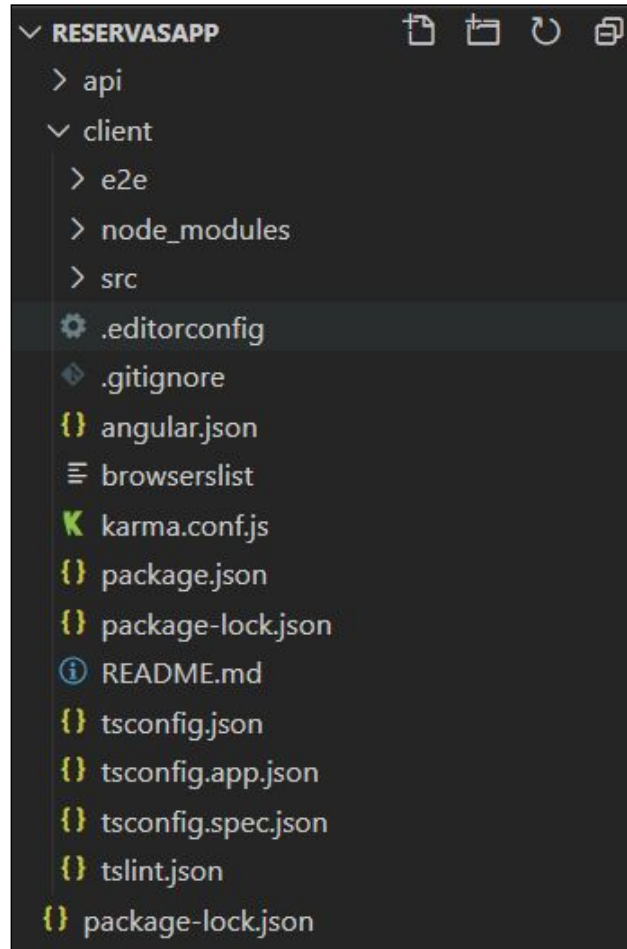 RESERVASAPP
api
client
e2e
node_modules
src
.editorconfig
.gitignore
angular.json
browserslist
karma.conf.js
package.json
package-lock.json
README.md
tsconfig.json
tsconfig.app.json
tsconfig.spec.json
tslint.json
package-lock.json